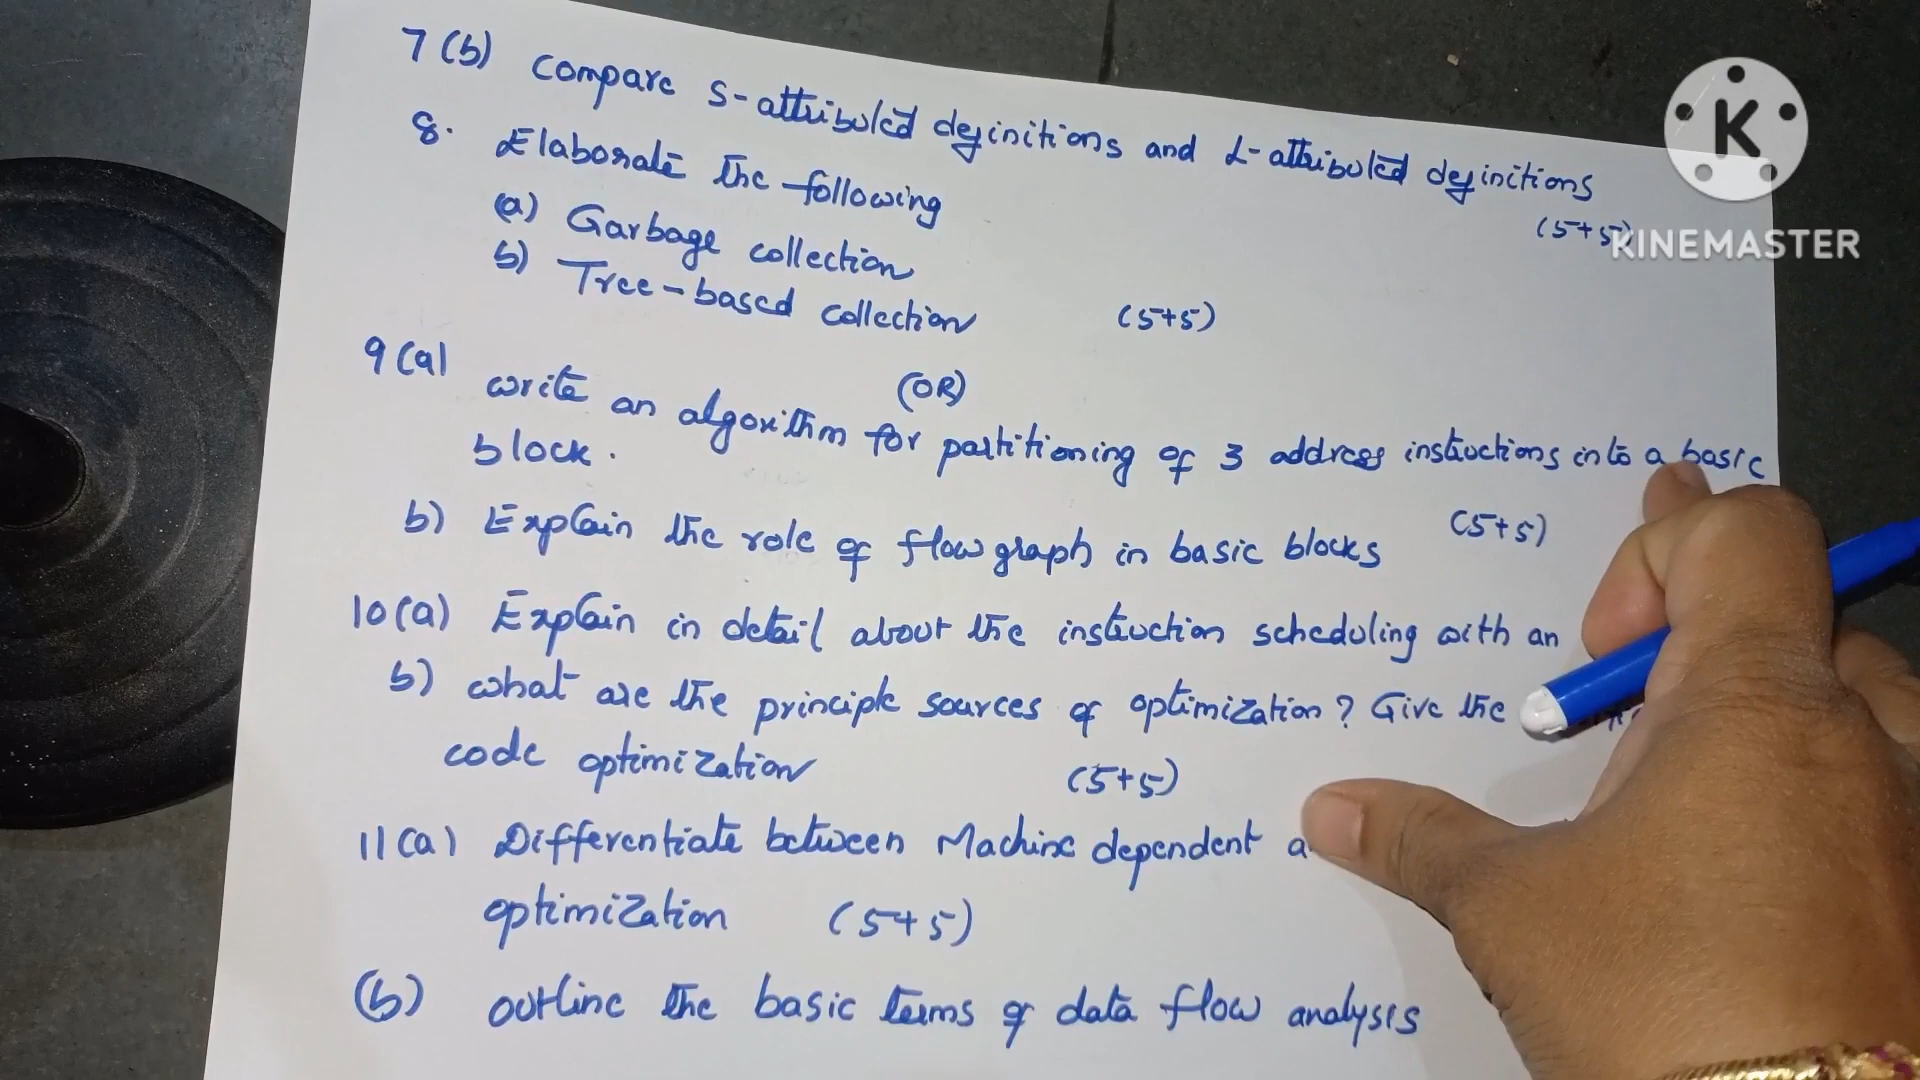 7(b) Compare S-attributed definitions and L-attributed definitions
(5+5)
KINEMASTER
8. Elaborate the following
(a) Garbage collection
b) Tree-based collection (5+5)
(OR)
9(a) write an algorithm for partitioning of 3 address instructions into a basic
block.
b) Explain the role of flow graph in basic blocks (5+5)
10(a) Explain in detail about the instruction scheduling with an
b) what are the principle sources of optimization? Give the
code optimization (5+5)
11(a) Differentiate between Machine dependent
optimization (5+5)
(b) outline the basic terms of data flow analysis